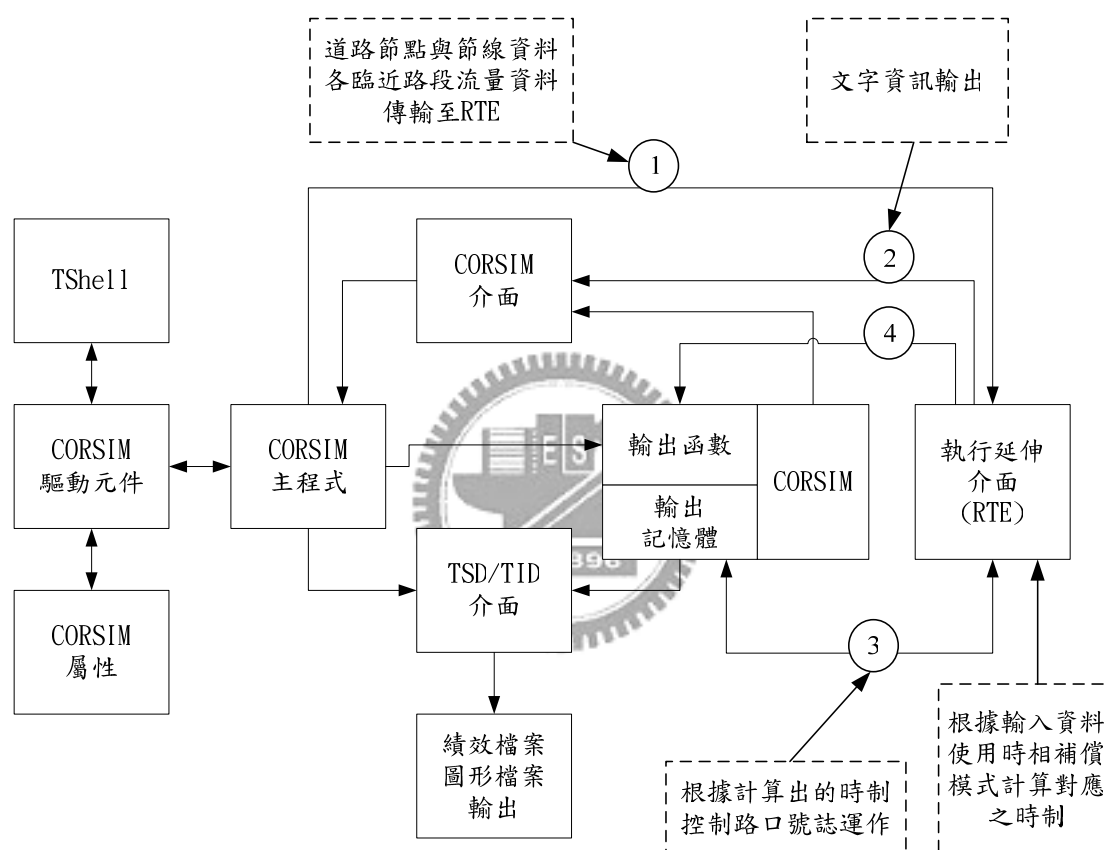 道路節點與節線資料
各臨近路段流量資料
傳輸至RTE
文字資訊輸出
1
2
4
TShell
CORSIM
介面
CORSIM
驅動元件
CORSIM
主程式
輸出函數
輸出
記憶體
CORSIM
執行延伸
介面
(RTE)
ES
1896
TSD/TID
介面
CORSIM
屬性
3
績效檔案
圖形檔案
輸出
根據計算出的時制
控制路口號誌運作
根據輸入資料
使用時相補償
模式計算對應
之時制